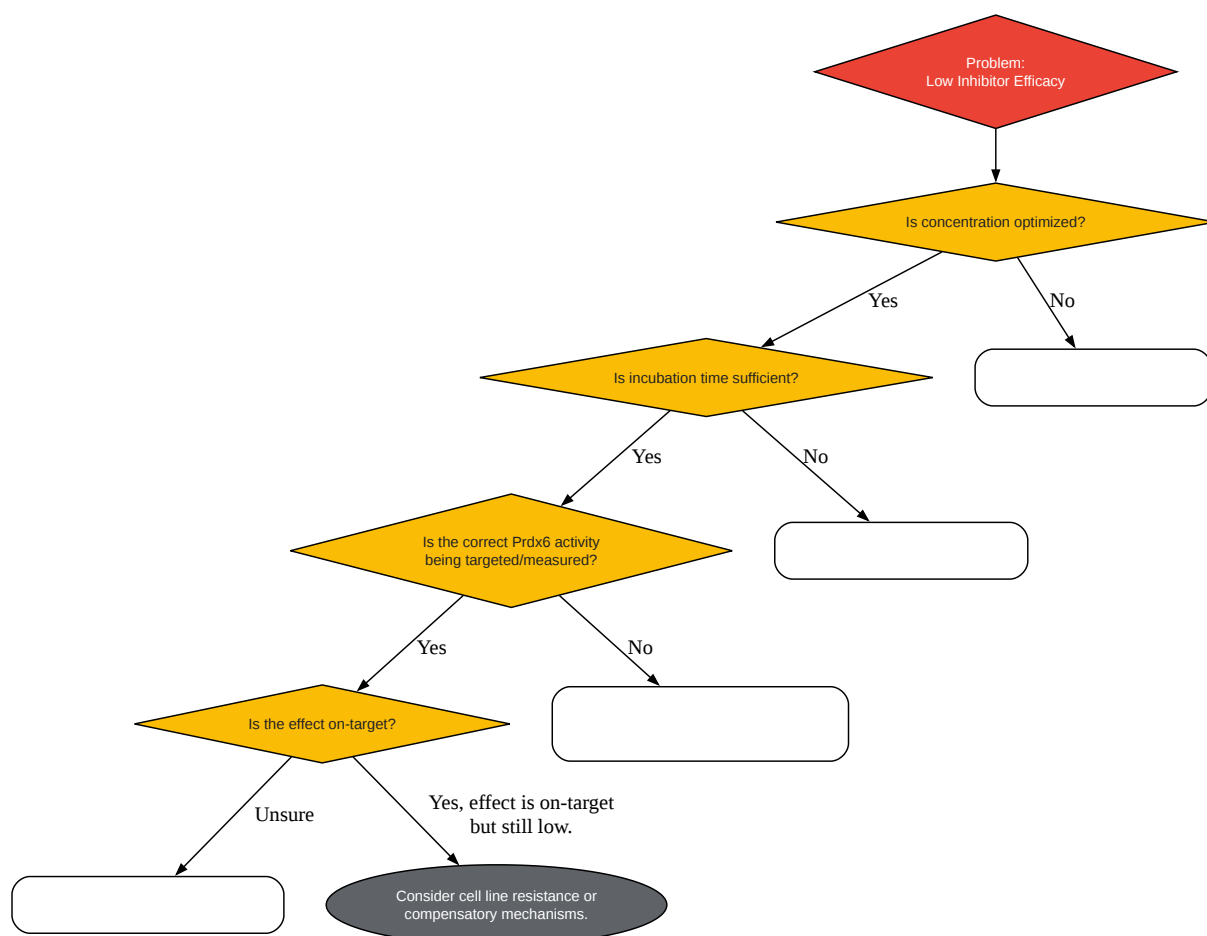 Problem:
Low Inhibitor Efficacy
Is concentration optimized?
Yes
No
Is incubation time sufficient?
Yes
No
Is the correct Prdx6 activity
being targeted/measured?
Yes
No
Is the effect on-target?
Unsure
Yes, effect is on-target
but still low.
Consider cell line resistance or
compensatory mechanisms.